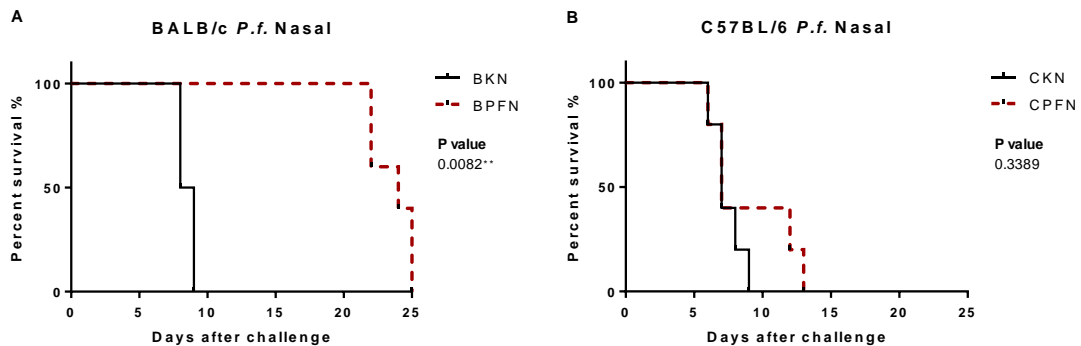 A
BALB/c P.f. Nasal
Percent survival %
100
50
0
0 5 10 15 20 25
Days after challenge
BKN
BPFN
P value
0.0082**
B
C57BL/6 P.f. Nasal
Percent survival %
100
50
0
0 5 10 15 20 25
Days after challenge
CKN
CPFN
P value
0.3389